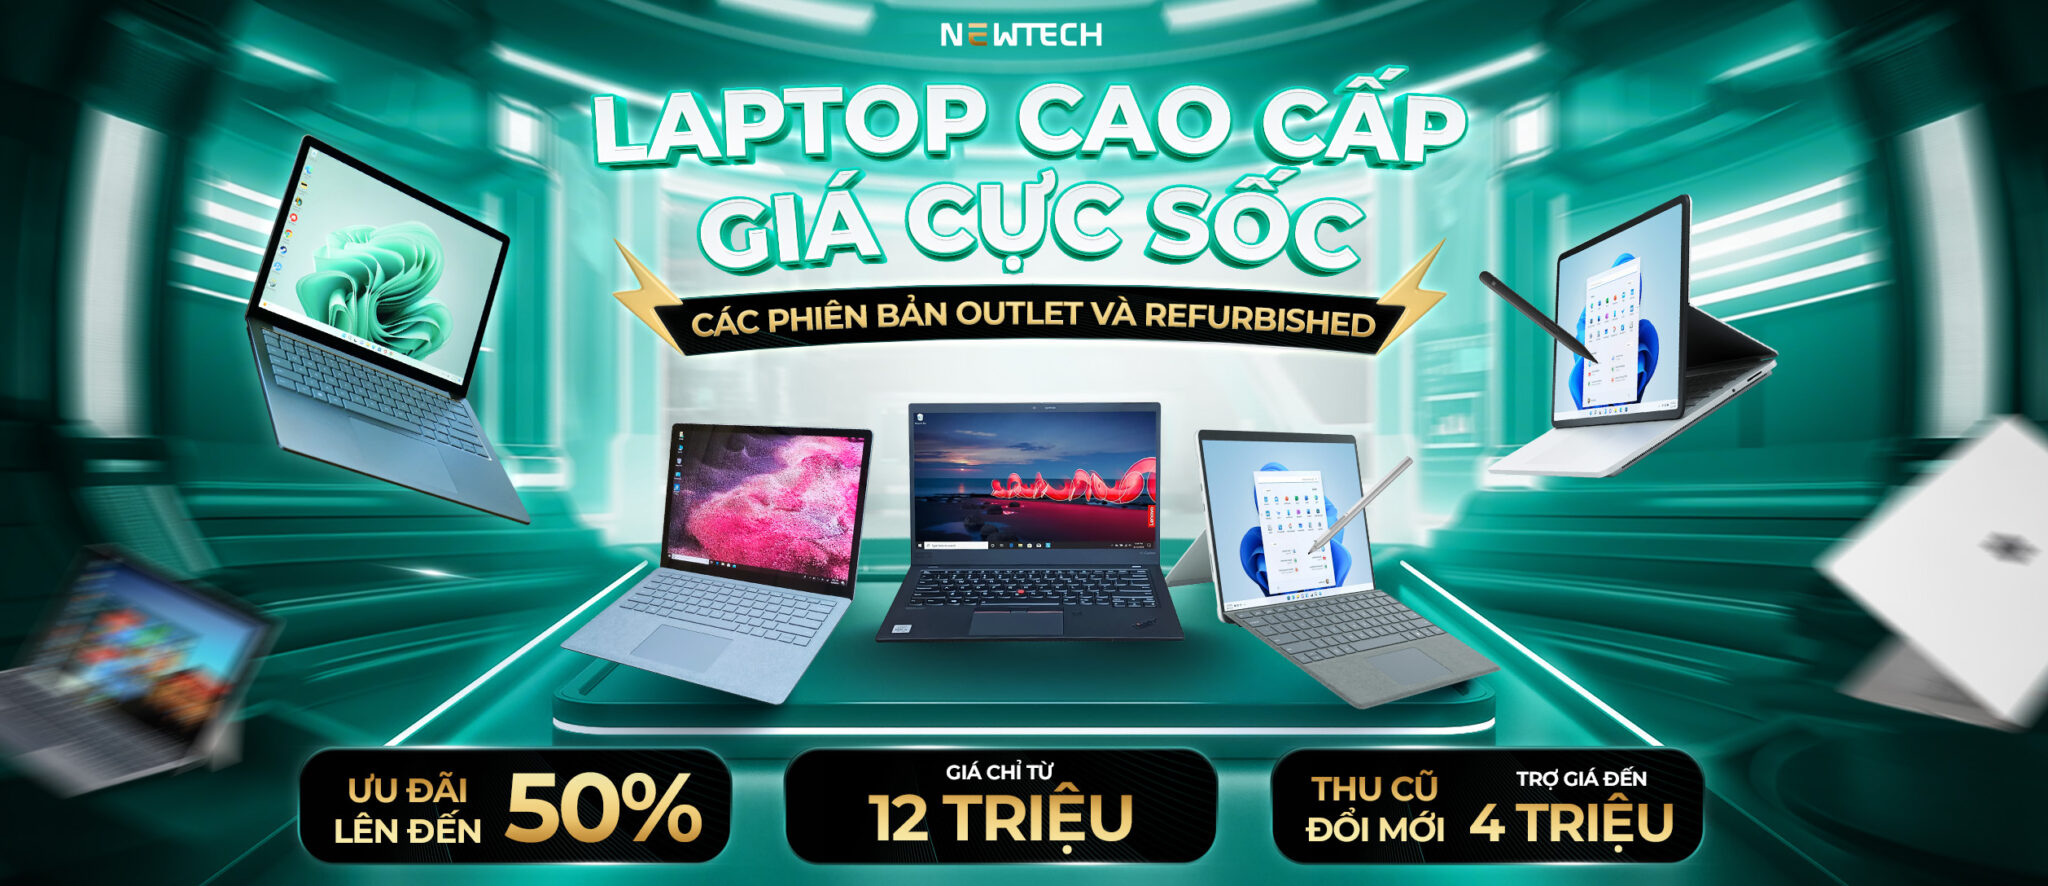 NEWTECH
LAPTOP CAO CẤP
GIÁ CỰC SỐC
CÁC PHIÊN BẢN OUTLET VÀ REFURBISHED
Lenovo
ƯU ĐÃI
LÊN ĐẾN
50%
GIÁ CHỈ TỪ
12 TRIỆU
THU CŨ
ĐỔI MỚI
TRỢ GIÁ ĐẾN
4 TRIỆU